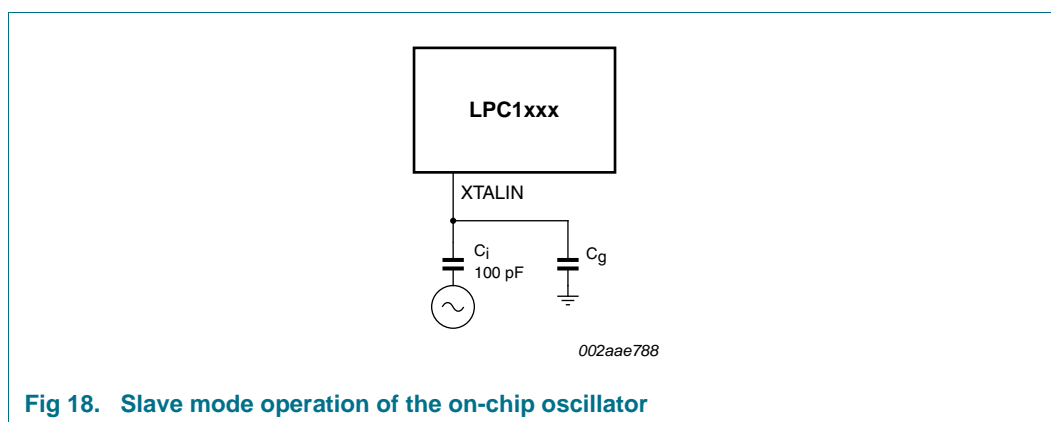 LPC1xxx
XTALIN
Ci
100 pF
Cg
002aae788
Fig 18. Slave mode operation of the on-chip oscillator